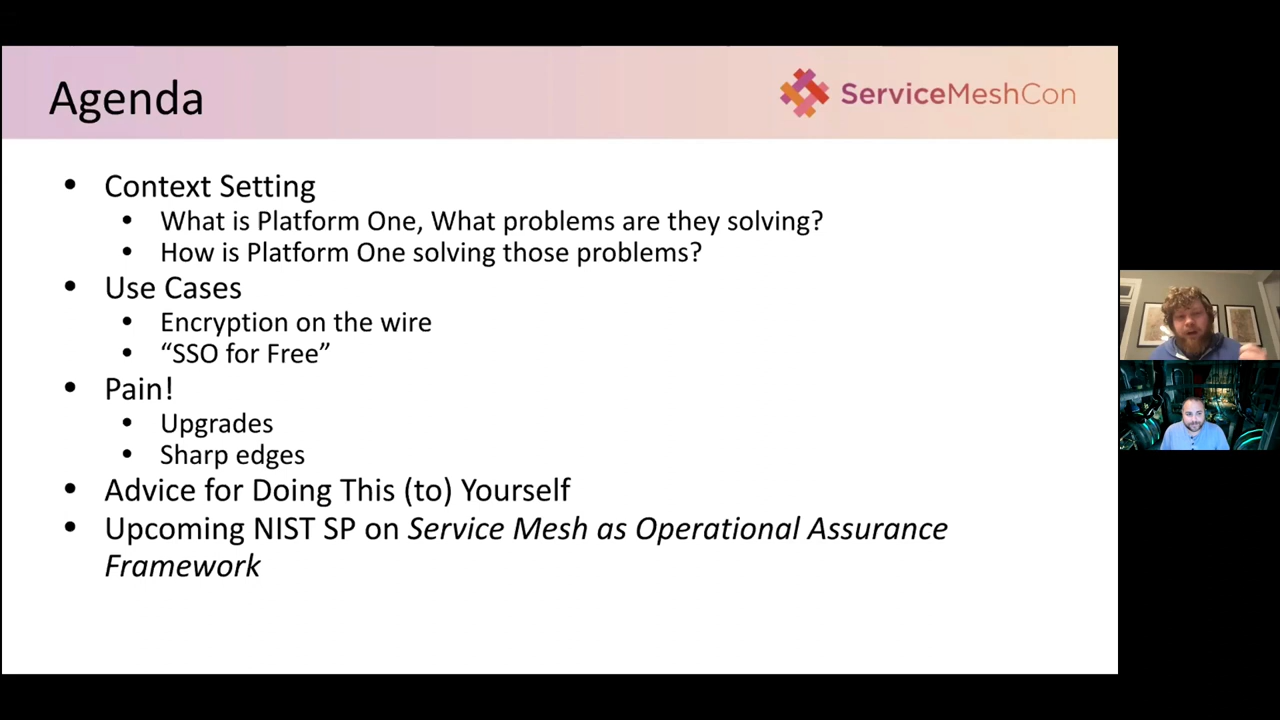 Agenda
ServiceMeshCon
• Context Setting
• What is Platform One, What problems are they solving?
• How is Platform One solving those problems?
• Use Cases
• Encryption on the wire
• “SSO for Free”
• Pain!
• Upgrades
• Sharp edges
• Advice for Doing This (to) Yourself
• Upcoming NIST SP on Service Mesh as Operational Assurance
Framework